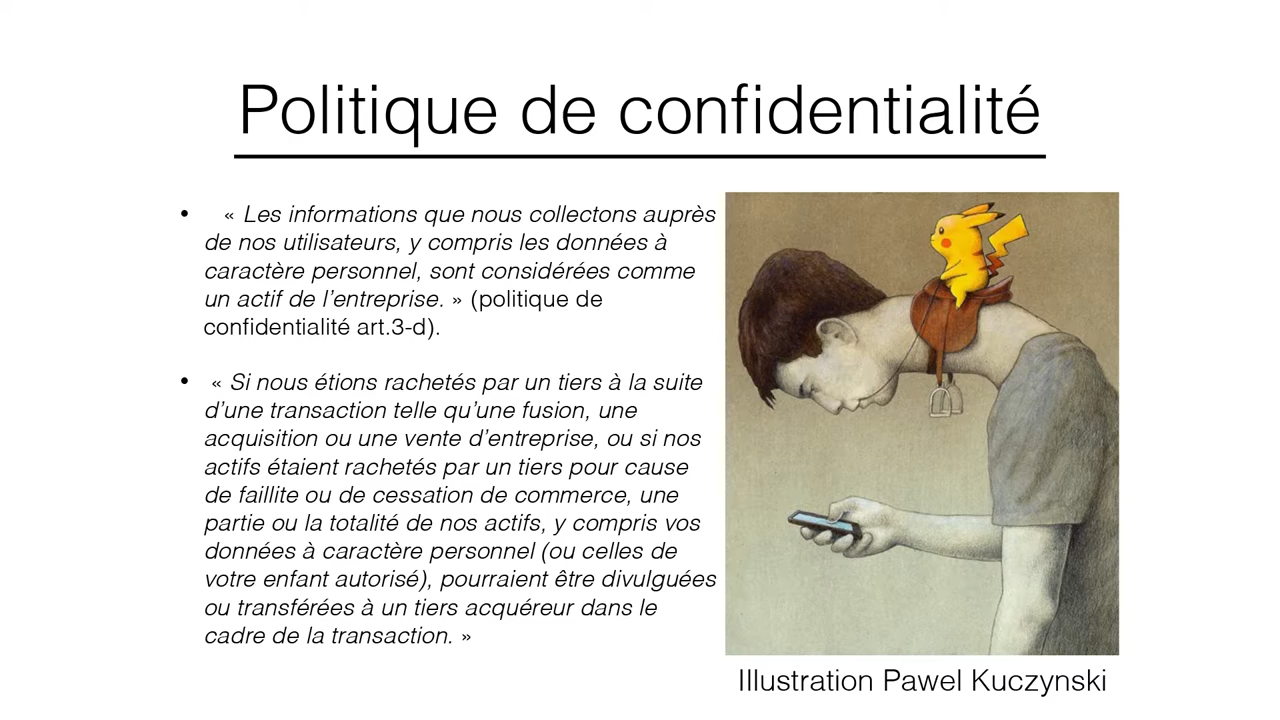 Politique de confidentialité
• « Les informations que nous collectons auprès
de nos utilisateurs, y compris les données à
caractère personnel, sont considérées comme
un actif de l’entreprise. » (politique de
confidentialité art.3-d).
• « Si nous étions rachetés par un tiers à la suite
d’une transaction telle qu’une fusion, une
acquisition ou une vente d’entreprise, ou si nos
actifs étaient rachetés par un tiers pour cause
de faillite ou de cessation de commerce, une
partie ou la totalité de nos actifs, y compris vos
données à caractère personnel (ou celles de
votre enfant autorisé), pourraient être divulguées
ou transférées à un tiers acquéreur dans le
cadre de la transaction. »
Illustration Pawel Kuczynski